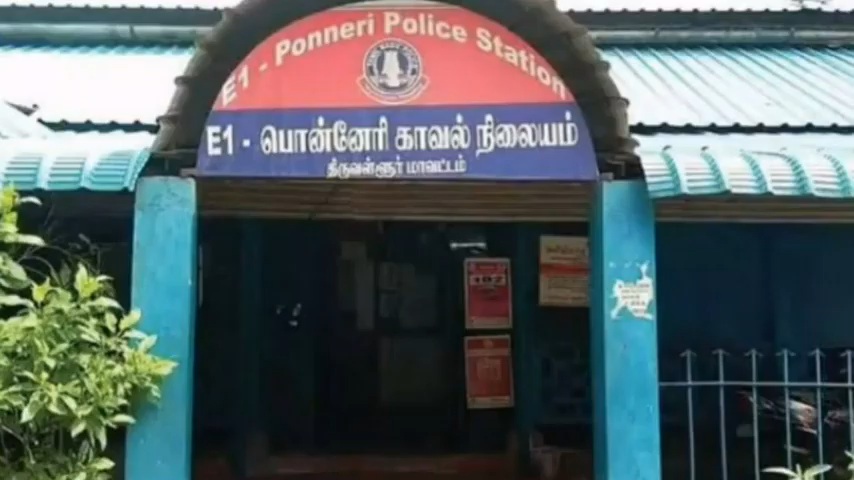 E1 - Ponneri Police Station
E1 - பொன்னேரி காவல் நிலையம்
திருவள்ளூர் மாவட்டம்